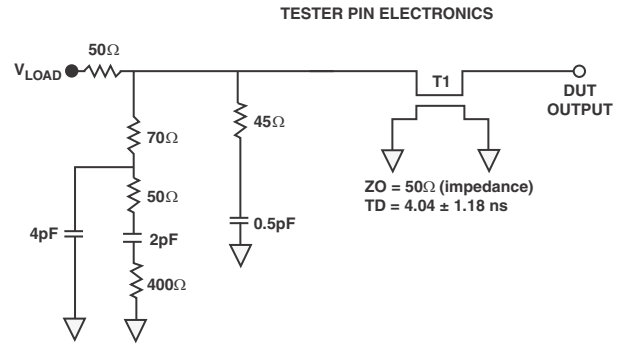 TESTER PIN ELECTRONICS
50Ω
VLOAD
T1
DUT
OUTPUT
70Ω
45Ω
50Ω
4pF
2pF
0.5pF
400Ω
ZO = 50Ω (impedance)
TD = 4.04 ± 1.18 ns